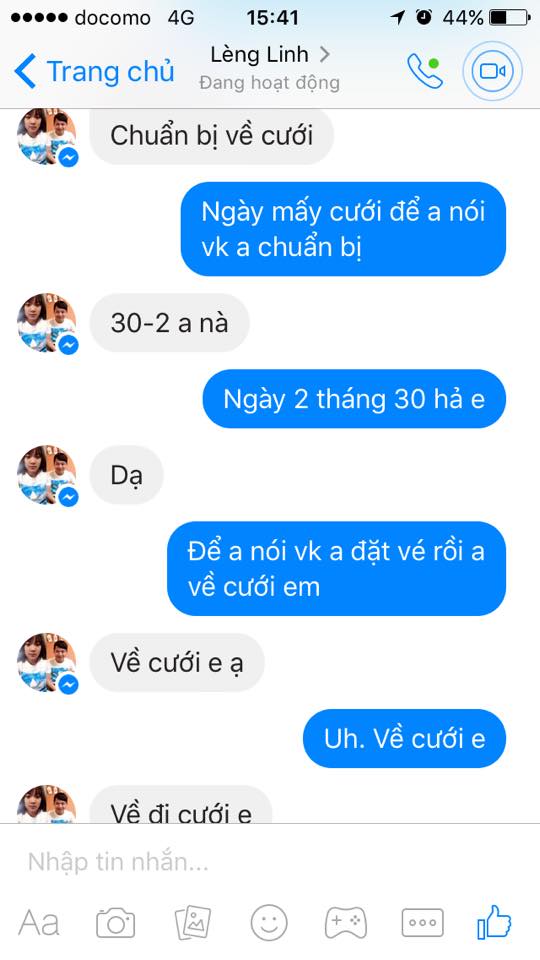 docomo 4G 15:41 44%
Trang chủ
Lèng Linh
Đang hoạt động
Chuẩn bị về cưới
Ngày mấy cưới để a nói
vk a chuẩn bị
30-2 a nà
Ngày 2 tháng 30 hả e
Dạ
Để a nói vk a đặt vé rồi a
về cưới em
Về cưới e ạ
Uh. Về cưới e
Về đi cưới e
Nhập tin nhắn...
Aa